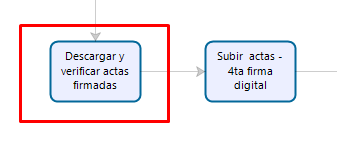 Descargar y
verificar actas
firmadas
Subir actas -
4ta firma
digital